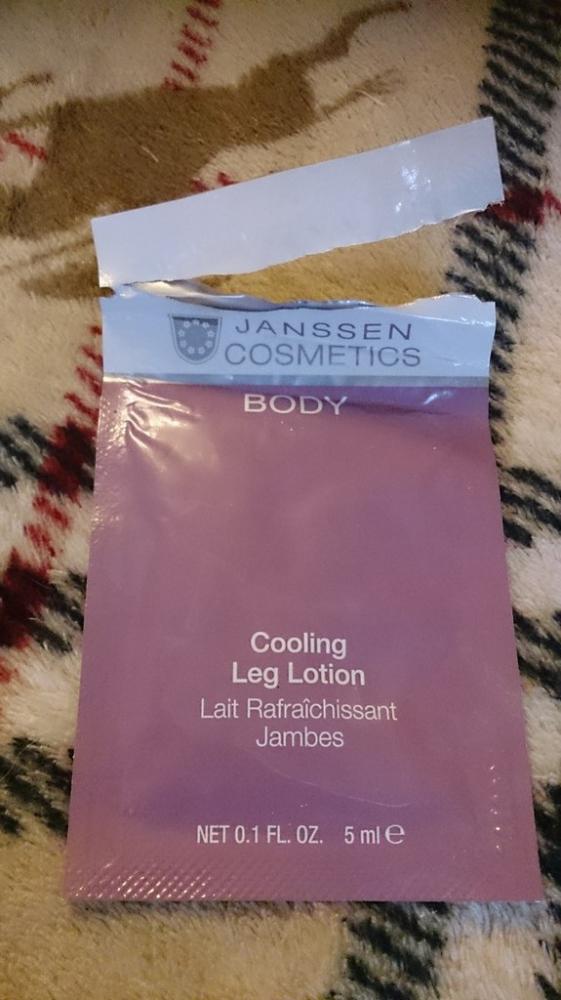 JANSSEN
COSMETICS
BODY
Cooling
Leg Lotion
Lait Rafraîchissant
Jambes
NET 0.1 FL. OZ. 5 ml ℮